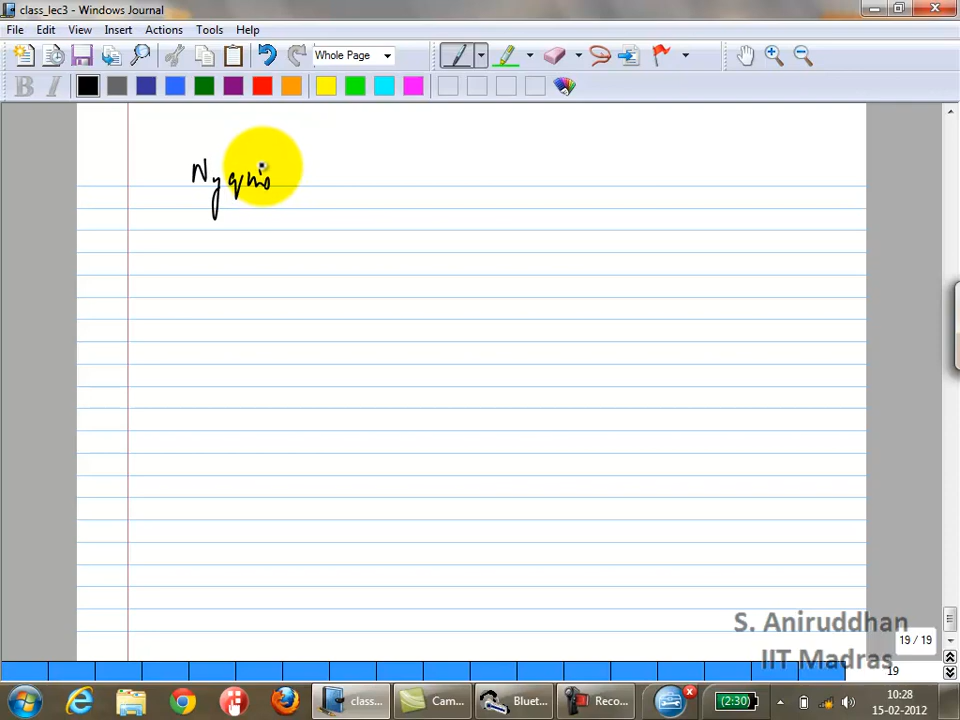 class_lec3 - Windows Journal
File Edit View Insert Actions Tools Help
Whole Page
B I
Nyquis
S. Aniruddhan
19 / 19
IIT Madras
19
class... Cam... Bluet... Reco... (2:30) 10:28
15-02-2012